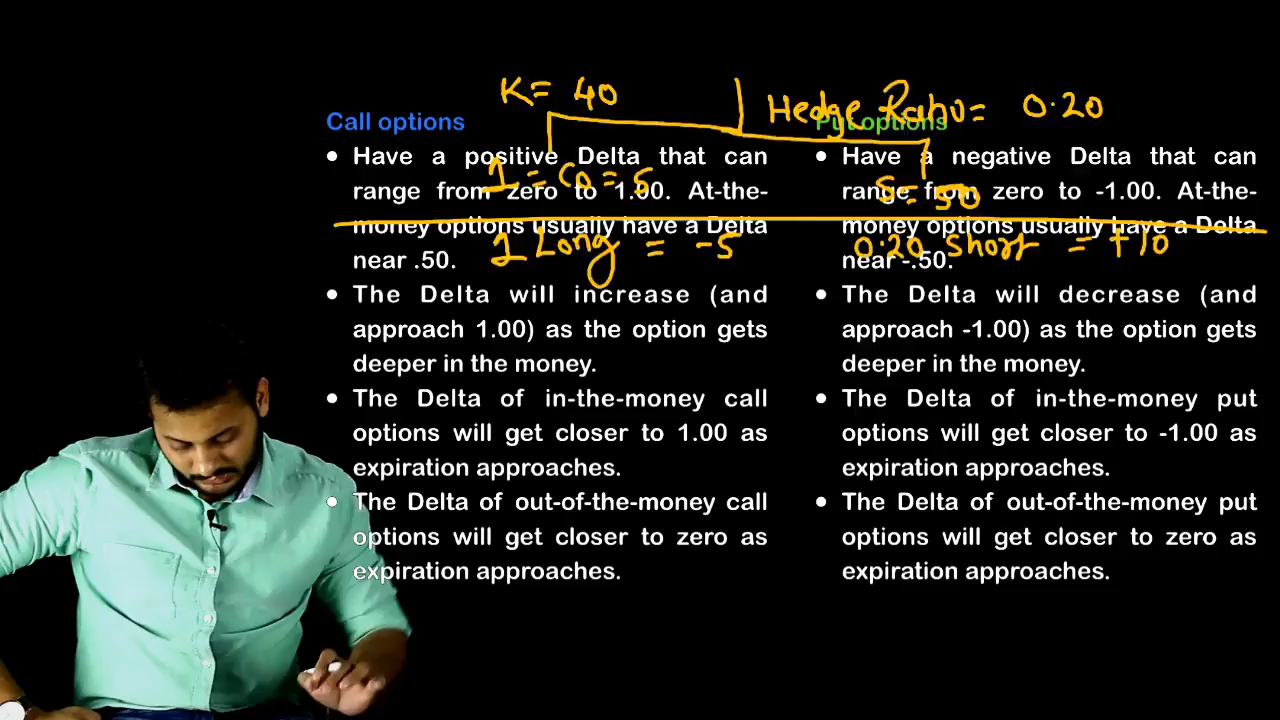 K= 40
Hedge Ratio= 0.20
Call options
Put options
• Have a positive Delta that can
range from zero to 1.00. At-the-
money options usually have a Delta
near .50.
• The Delta will increase (and
approach 1.00) as the option gets
deeper in the money.
• The Delta of in-the-money call
options will get closer to 1.00 as
expiration approaches.
• The Delta of out-of-the-money call
options will get closer to zero as
expiration approaches.
• Have a negative Delta that can
range from zero to -1.00. At-the-
money options usually have a Delta
near -.50.
• The Delta will decrease (and
approach -1.00) as the option gets
deeper in the money.
• The Delta of in-the-money put
options will get closer to -1.00 as
expiration approaches.
• The Delta of out-of-the-money put
options will get closer to zero as
expiration approaches.
1 = C0 = 5
S = 50
1 Long = -5
0.20 Short = +10